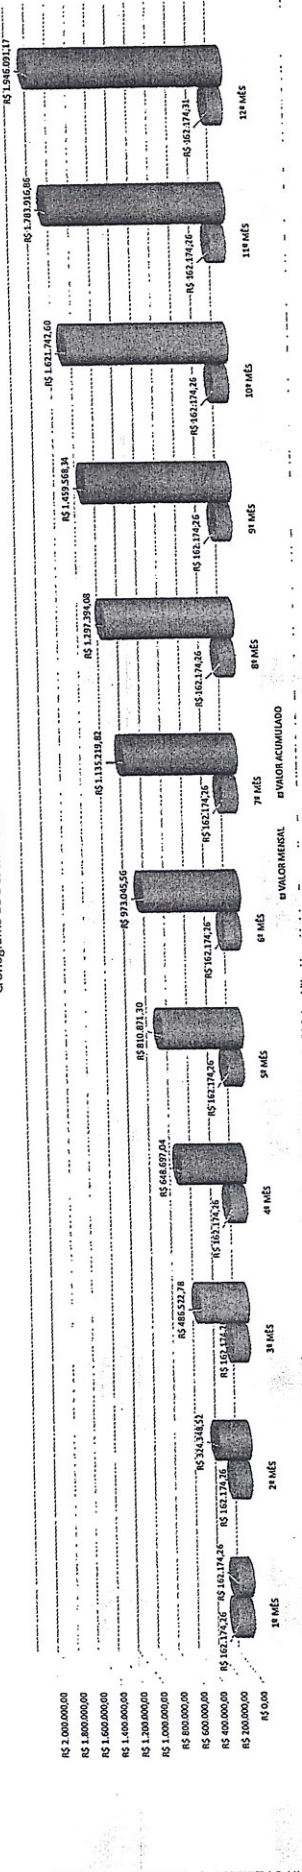 R$ 2.000.000,00
R$ 1.800.000,00
R$ 1.600.000,00
R$ 1.400.000,00
R$ 1.200.000,00
R$ 1.000.000,00
R$ 800.000,00
R$ 600.000,00
R$ 400.000,00
R$ 200.000,00
R$ 0,00
R$ 162.174,26 R$ 162.174,26
1º MÊS
R$ 162.174,26 R$ 324.348,52
2º MÊS
R$ 162.174,26 R$ 486.522,78
3º MÊS
R$ 162.174,26 R$ 648.697,04
4º MÊS
R$ 162.174,26 R$ 810.871,30
5º MÊS
R$ 162.174,26 R$ 973.045,56
6º MÊS
R$ 162.174,26 R$ 1.135.219,82
7º MÊS
R$ 162.174,26 R$ 1.297.394,08
8º MÊS
R$ 162.174,26 R$ 1.459.568,34
9º MÊS
R$ 162.174,26 R$ 1.621.742,60
10º MÊS
R$ 162.174,26 R$ 1.783.916,86
11º MÊS
R$ 162.174,31 R$ 1.946.091,17
12º MÊS
VALOR MENSAL VALOR ACUMULADO